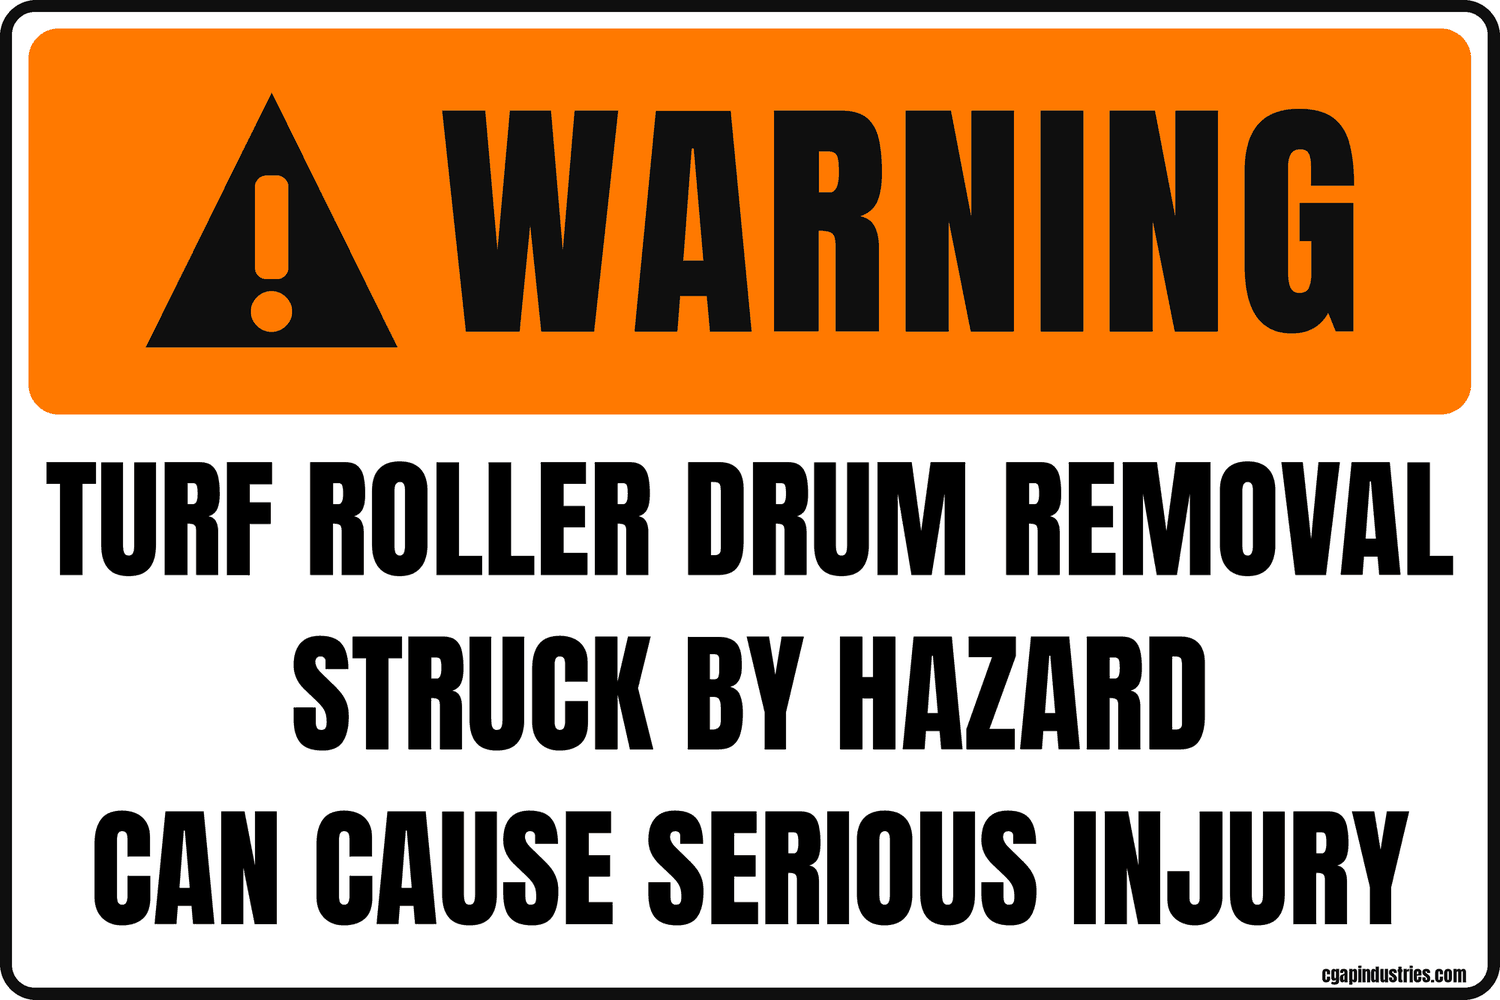 WARNING
TURF ROLLER DRUM REMOVAL
STRUCK BY HAZARD
CAN CAUSE SERIOUS INJURY
cgapindustries.com